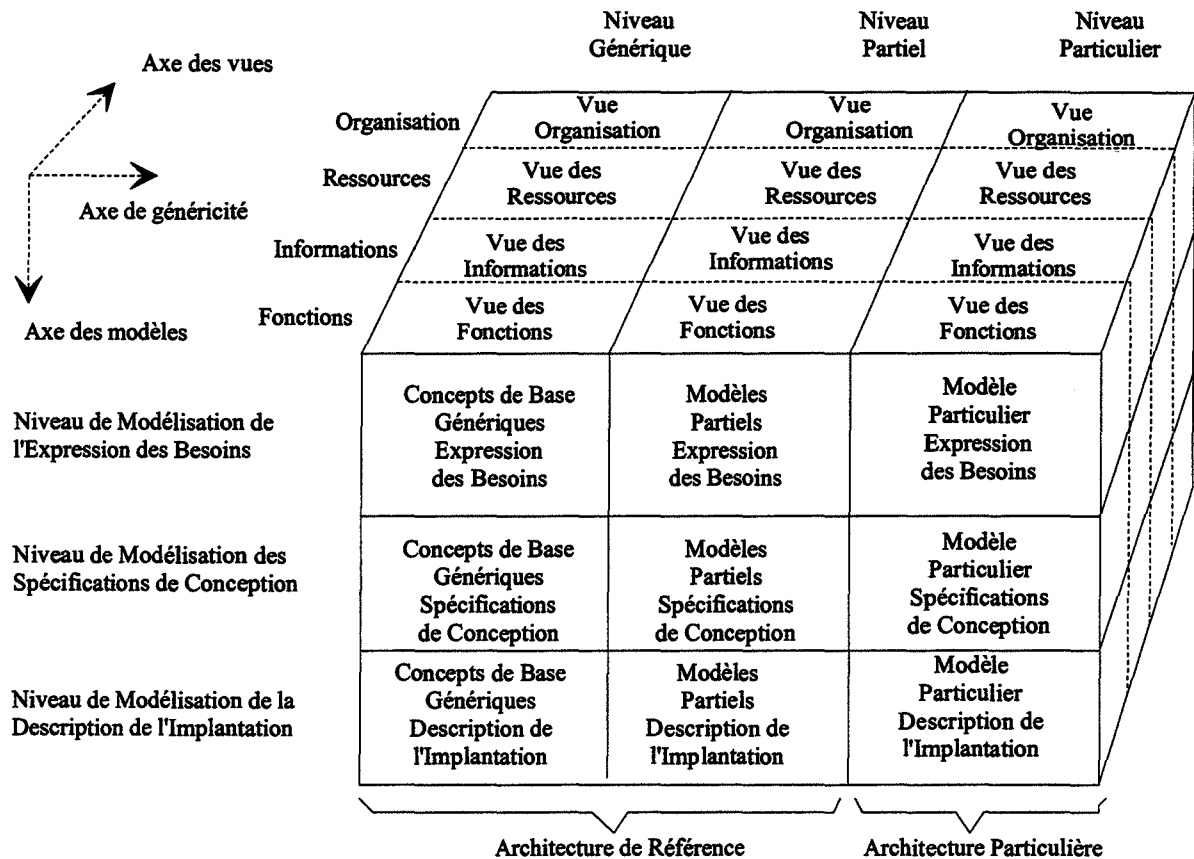 Niveau
Générique
Niveau
Partiel
Niveau
Particulier
Axe des vues
Axe de généricité
Axe des modèles
Organisation
Vue
Organisation
Vue
Organisation
Vue
Organisation
Ressources
Vue des
Ressources
Vue des
Ressources
Vue des
Ressources
Informations
Vue des
Informations
Vue des
Informations
Vue des
Informations
Fonctions
Vue des
Fonctions
Vue des
Fonctions
Vue des
Fonctions
Niveau de Modélisation de
l'Expression des Besoins
Concepts de Base
Génériques
Expression
des Besoins
Modèles
Partiels
Expression
des Besoins
Modèle
Particulier
Expression
des Besoins
Niveau de Modélisation des
Spécifications de Conception
Concepts de Base
Génériques
Spécifications
de Conception
Modèles
Partiels
Spécifications
de Conception
Modèle
Particulier
Spécifications
de Conception
Niveau de Modélisation de la
Description de l'Implantation
Concepts de Base
Génériques
Description de
l'Implantation
Modèles
Partiels
Description de
l'Implantation
Modèle
Particulier
Description de
l'Implantation
Architecture de Référence
Architecture Particulière